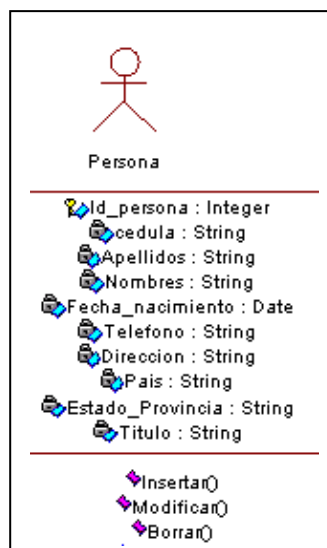 Persona
Id_persona : Integer
cedula : String
Apellidos : String
Nombres : String
Fecha_nacimiento : Date
Telefono : String
Direccion : String
Pais : String
Estado_Provincia : String
Titulo : String
Insertar()
Modificar()
Borrar()